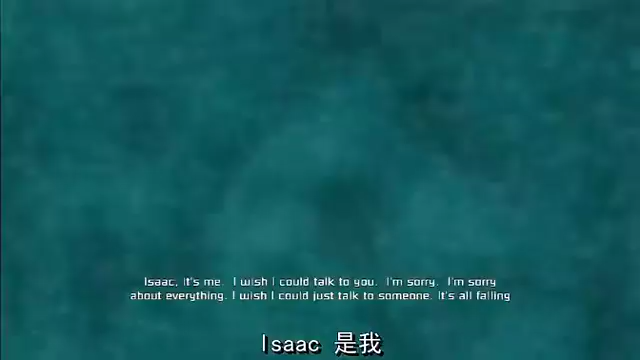 Isaac, it's me.  I wish I could talk to you.  I'm sorry.  I'm sorry
about everything. I wish I could just talk to someone. It's all falling
Isaac 是我